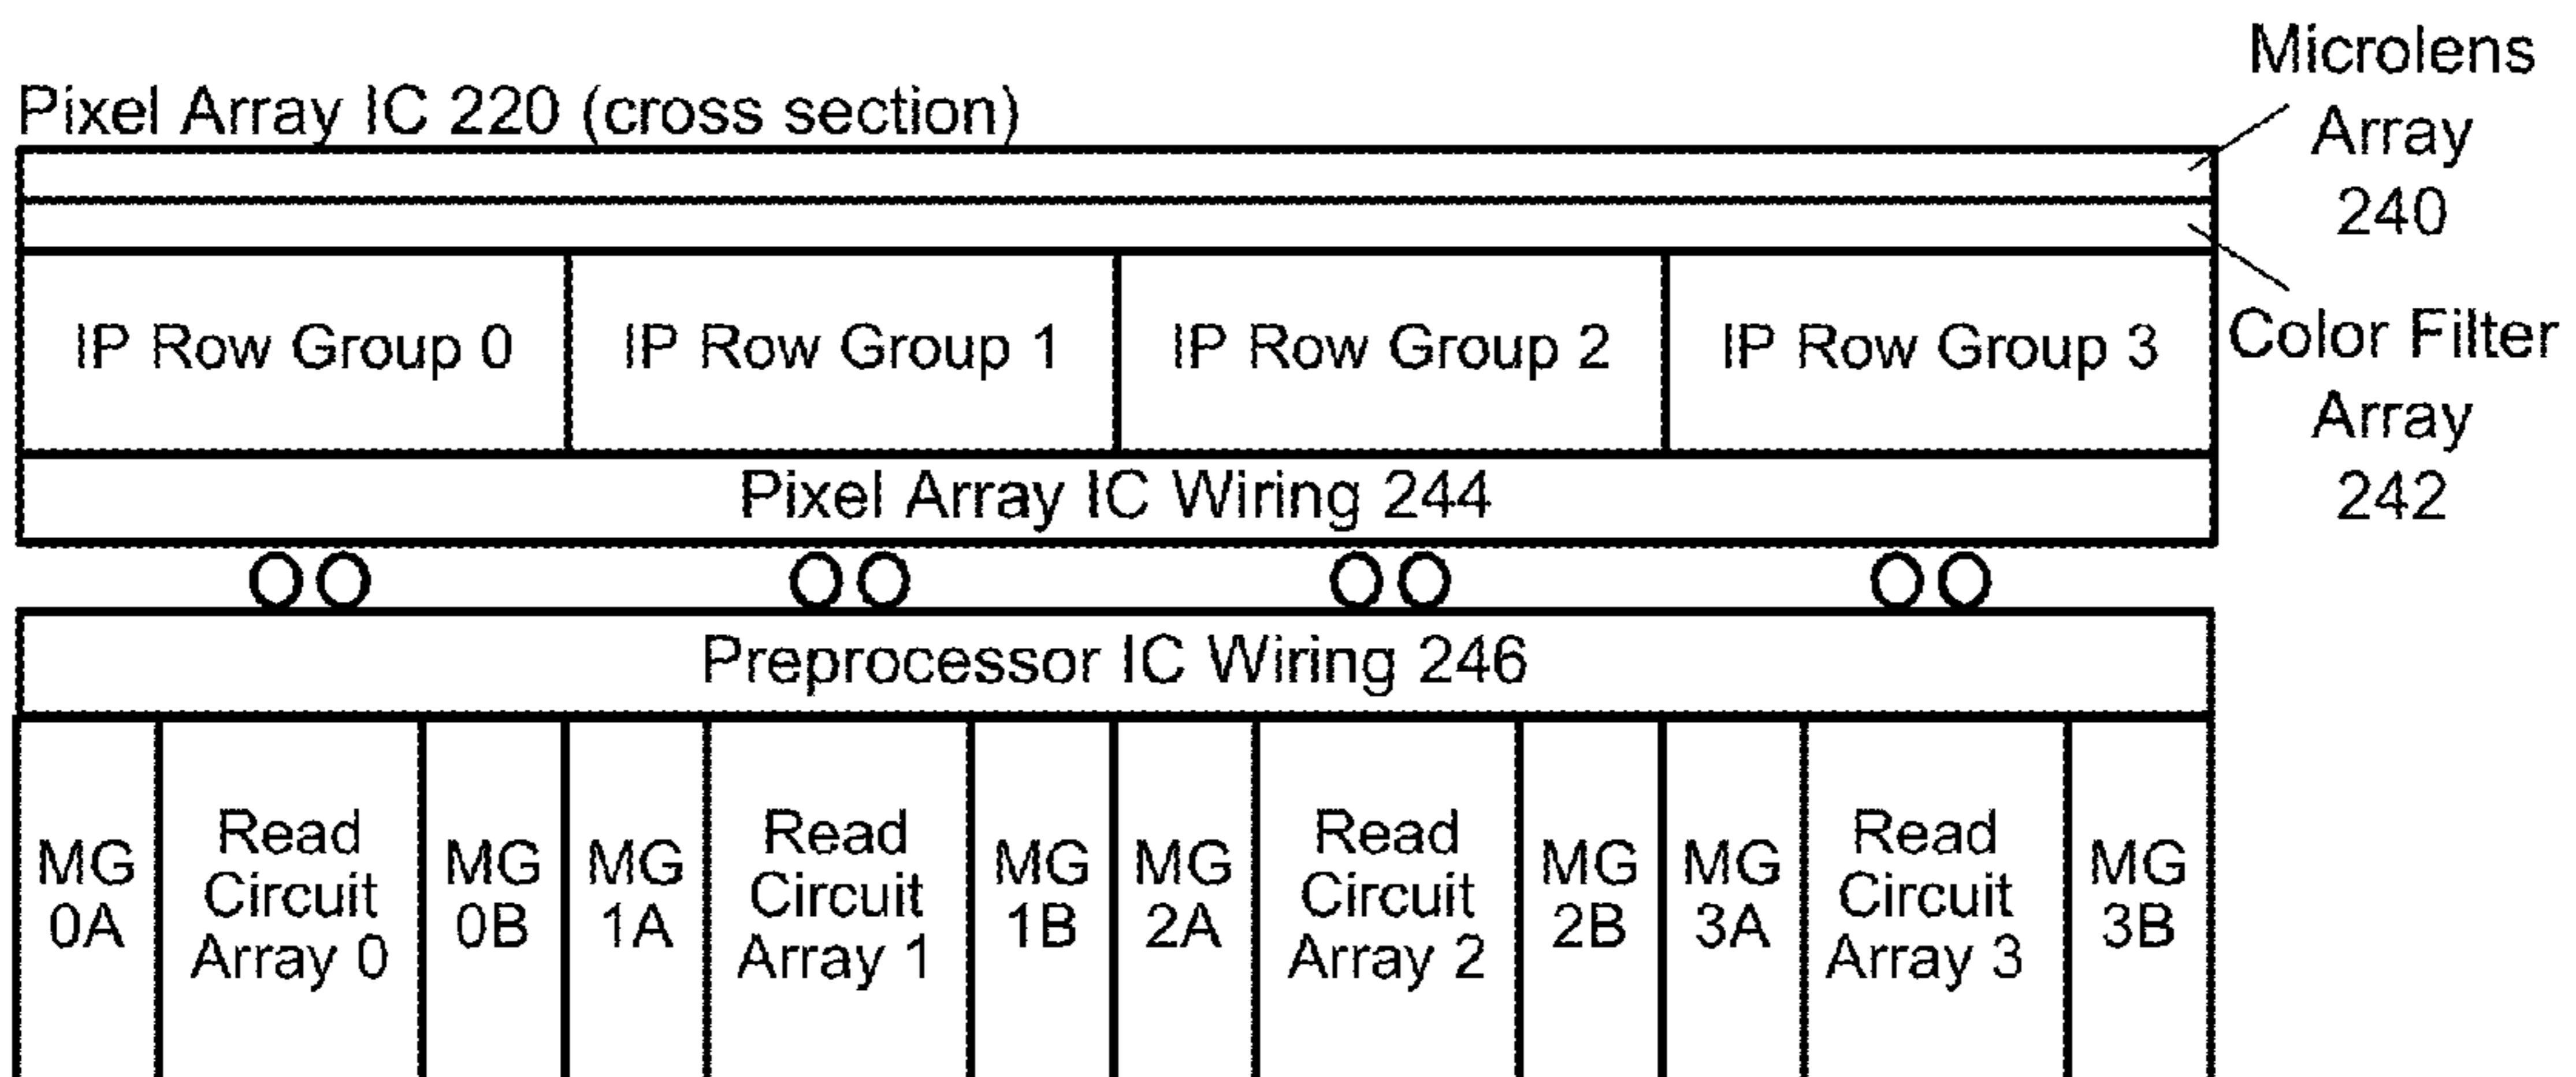 Pixel Array IC 220 (cross section)
Microlens
Array
240
IP Row Group 0
IP Row Group 1
IP Row Group 2
IP Row Group 3
Color Filter
Array
242
Pixel Array IC Wiring 244
Preprocessor IC Wiring 246
MG
0A
Read
Circuit
Array 0
MG
0B
MG
1A
Read
Circuit
Array 1
MG
1B
MG
2A
Read
Circuit
Array 2
MG
2B
MG
3A
Read
Circuit
Array 3
MG
3B